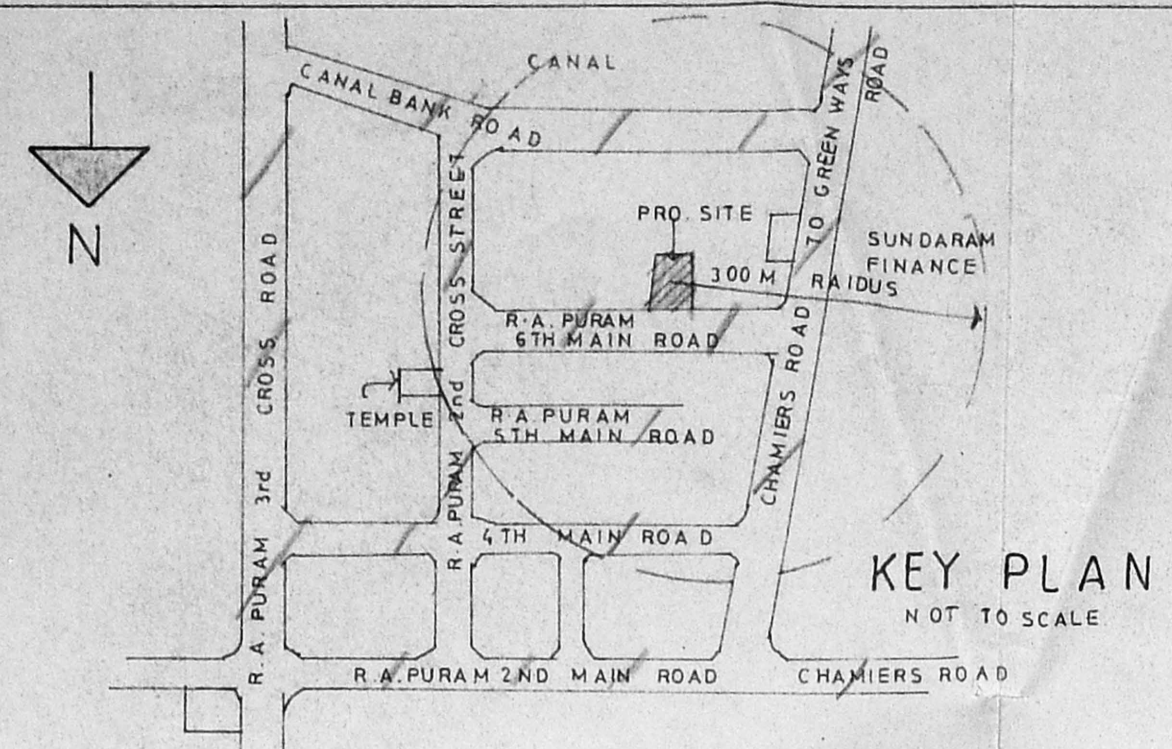 CANAL
CANAL BANK ROAD
TO GREEN WAYS ROAD
N
PRO. SITE
SUNDARAM
FINANCE
300 M RAIDUS
R.A. PURAM
6TH MAIN ROAD
R.A. PURAM 3rd CROSS ROAD
R.A. PURAM 2nd CROSS STREET
TEMPLE
R.A. PURAM
5TH MAIN ROAD
CHAMIERS ROAD
4TH MAIN ROAD
KEY PLAN
NOT TO SCALE
R.A. PURAM 2ND MAIN ROAD
CHAMIERS ROAD